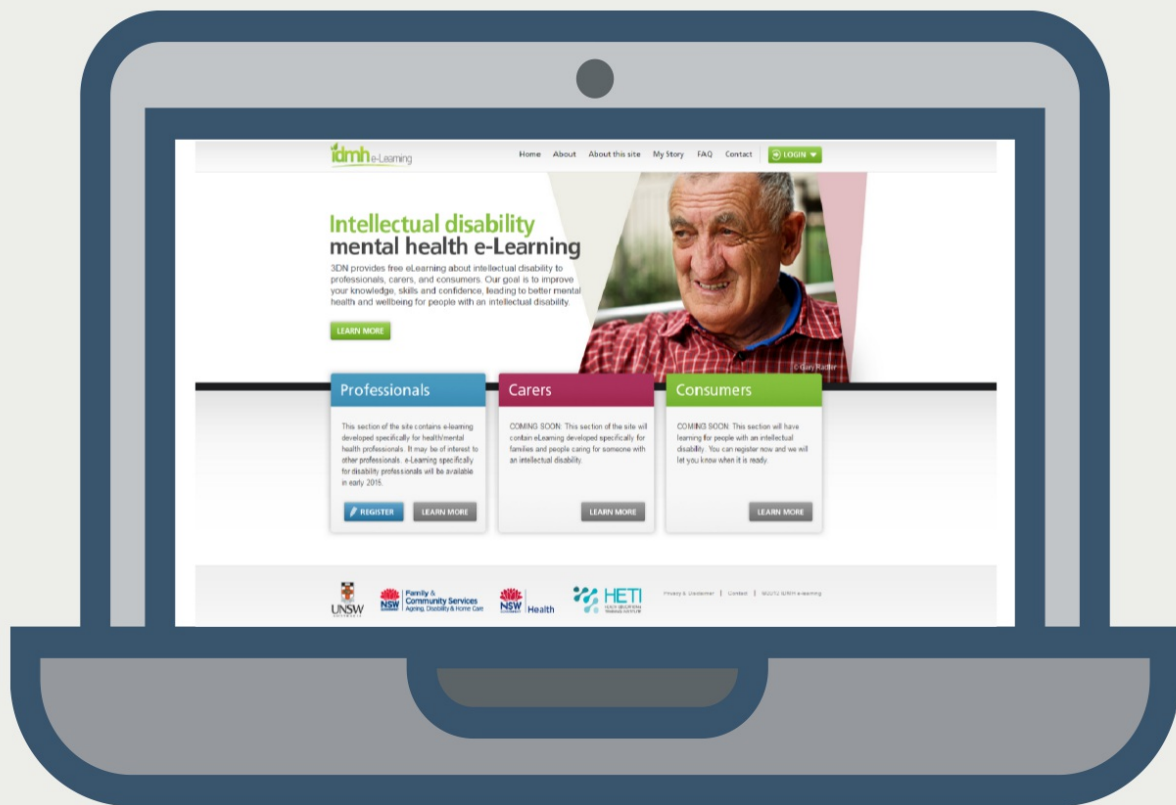 idmh e-Learning
Home About About this site My Story FAQ Contact LOGIN
Intellectual disability
mental health e-Learning
3DN provides free eLearning about intellectual disability to
professionals, carers, and consumers. Our goal is to improve
your knowledge, skills and confidence, leading to better mental
health and wellbeing for people with an intellectual disability.
LEARN MORE
© Gary Radler
Professionals
This section of the site contains e-learning
developed specifically for health/mental
health professionals. It may be of interest to
other professionals. e-Learning specifically
for disability professionals will be available
in early 2015.
REGISTER LEARN MORE
Carers
COMING SOON: This section of the site will
contain eLearning developed specifically for
families and people caring for someone with
an intellectual disability.
LEARN MORE
Consumers
COMING SOON: This section will have
learning for people with an intellectual
disability. You can register now and we will
let you know when it is ready.
LEARN MORE
UNSW
NSW Family &
Community Services
Ageing, Disability & Home Care
NSW Health
HETI
Privacy & Disclaimer | Contact |